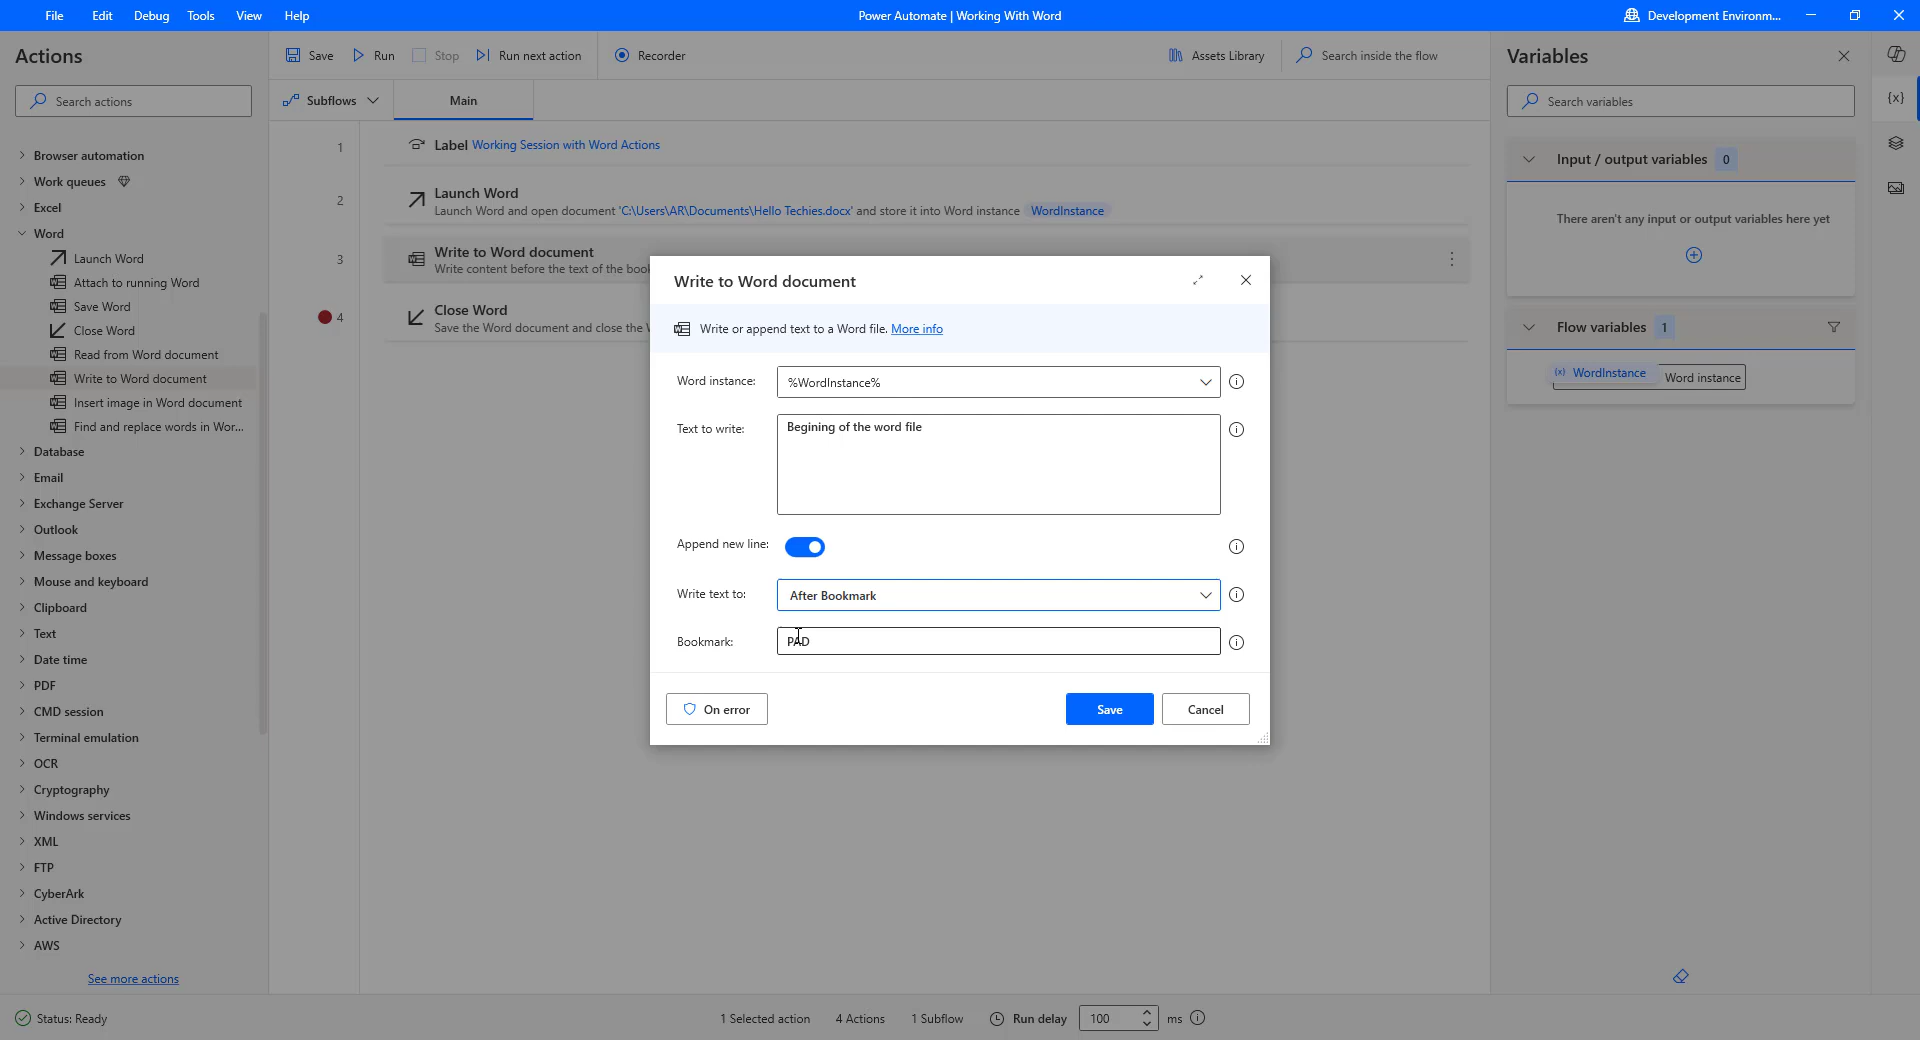 File Edit Debug Tools View Help
Power Automate | Working With Word
Development Environm...
Actions
Search actions
Browser automation
Work queues
Excel
Word
Launch Word
Attach to running Word
Save Word
Close Word
Read from Word document
Write to Word document
Insert image in Word document
Find and replace words in Wor...
Database
Email
Exchange Server
Outlook
Message boxes
Mouse and keyboard
Clipboard
Text
Date time
PDF
CMD session
Terminal emulation
OCR
Cryptography
Windows services
XML
FTP
CyberArk
Active Directory
AWS
See more actions
Save Run Stop Run next action Recorder
Assets Library Search inside the flow
Subflows Main
1 Label Working Session with Word Actions
2 Launch Word
Launch Word and open document 'C:\Users\AR\Documents\Hello Techies.docx' and store it into Word instance WordInstance
3 Write to Word document
Write content before the text of the
4 Close Word
Save the Word document and close the
Write to Word document
Write or append text to a Word file. More info
Word instance: %WordInstance%
Text to write: Begining of the word file
Append new line:
Write text to: After Bookmark
Bookmark: PAD
On error Save Cancel
Variables
Search variables
{x}
Input / output variables 0
There aren't any input or output variables here yet
Flow variables 1
(x) WordInstance Word instance
Status: Ready
1 Selected action 4 Actions 1 Subflow Run delay 100 ms